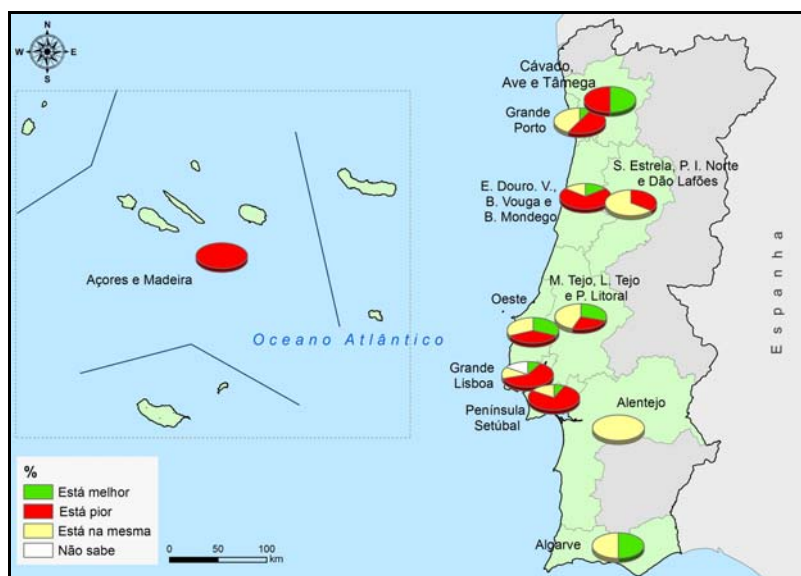 N
W E
S
Cávado,
Ave e Tâmega
Grande
Porto
S. Estrela, P. I. Norte
e Dão Lafões
E. Douro. V.,
B. Vouga e
B. Mondego
Açores e Madeira
M. Tejo, L. Tejo
e P. Litoral
Oeste
Oceano Atlântico
Espanha
Grande
Lisboa
Alentejo
Península
Setúbal
Algarve
%
Está melhor
Está pior
Está na mesma
Não sabe
0 50 100
km